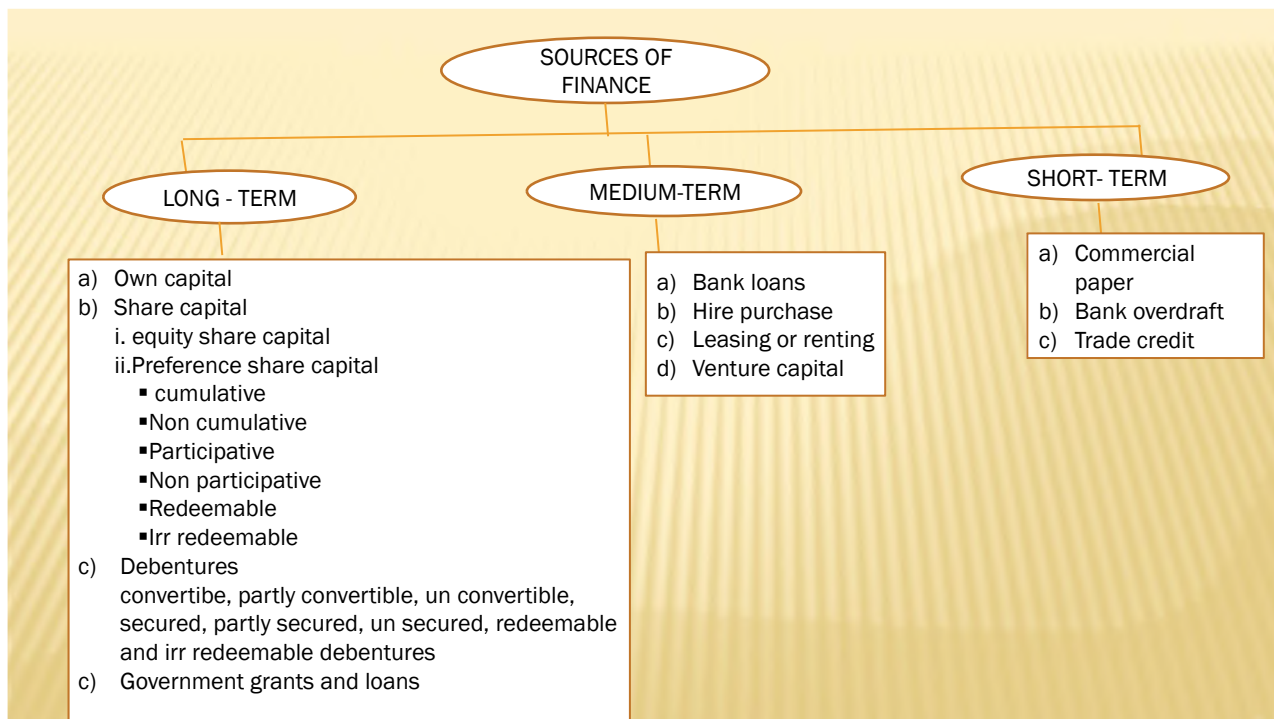 SOURCES OF
FINANCE
LONG - TERM
MEDIUM-TERM
SHORT- TERM
a) Own capital
b) Share capital
i. equity share capital
ii.Preference share capital
▪ cumulative
▪Non cumulative
▪Participative
▪Non participative
▪Redeemable
▪Irr redeemable
c) Debentures
convertibe, partly convertible, un convertible,
secured, partly secured, un secured, redeemable
and irr redeemable debentures
c) Government grants and loans
a) Bank loans
b) Hire purchase
c) Leasing or renting
d) Venture capital
a) Commercial
paper
b) Bank overdraft
c) Trade credit